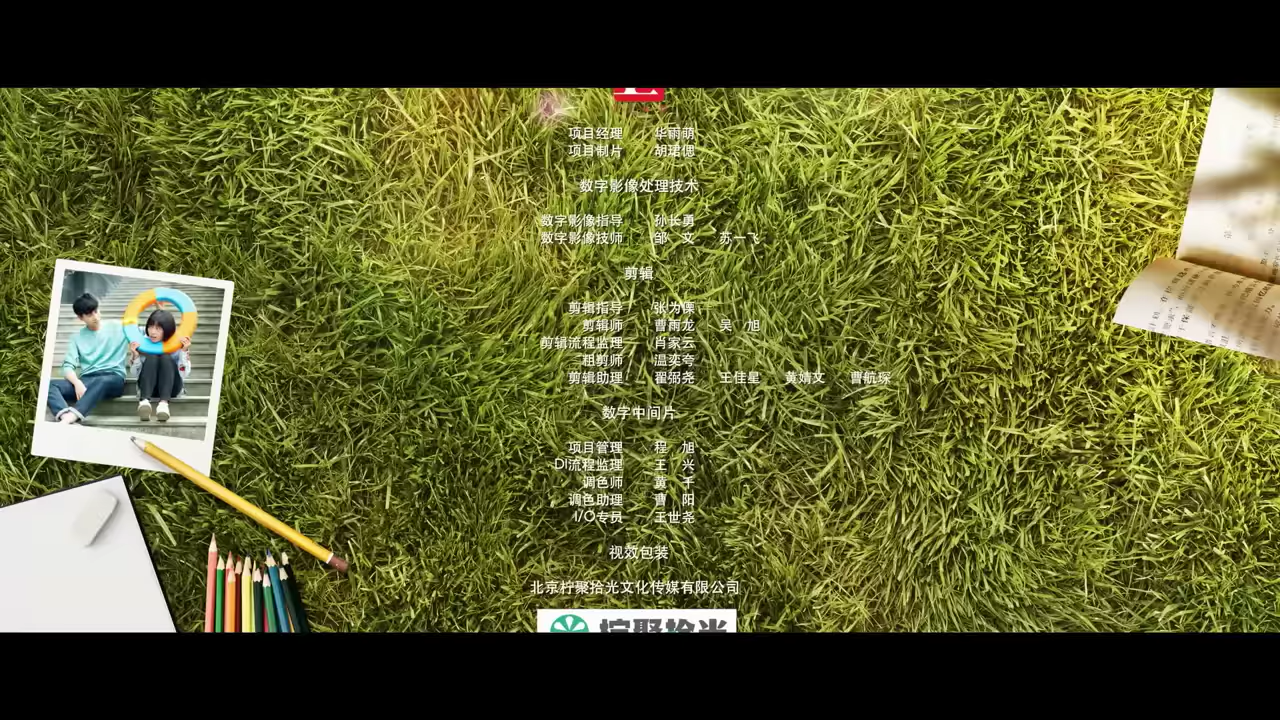 项目经理 华雨萌
项目制片 胡珺偲
数字影像处理技术
数字影像指导 孙长勇
数字影像技师 邹 文 苏一飞
剪辑
剪辑指导 张为傈
剪辑师 曹雨龙 吴 旭
剪辑流程监理 肖家云
粗剪师 温奕夸
剪辑助理 翟弼尧 王佳星 黄婧文 曹航琛
数字中间片
项目管理 程 旭
DI流程监理 王 兴
调色师 黄 千
调色助理 曹 阳
I/O专员 王世尧
视效包装
北京柠聚拾光文化传媒有限公司
柠聚拾光